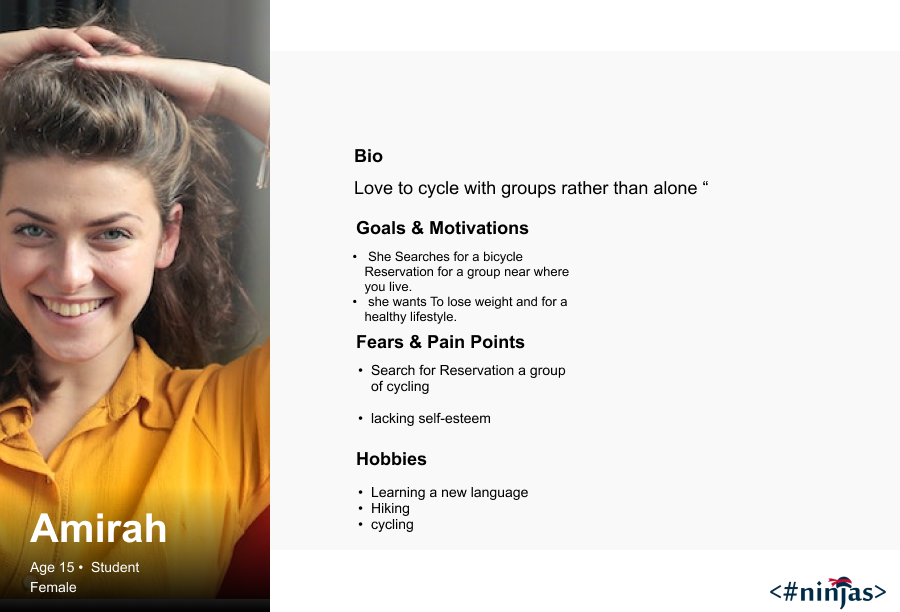 Bio
Love to cycle with groups rather than alone “
Goals & Motivations
• She Searches for a bicycle
Reservation for a group near where
you live.
• she wants To lose weight and for a
healthy lifestyle.
Fears & Pain Points
• Search for Reservation a group
of cycling
• lacking self-esteem
Hobbies
• Learning a new language
• Hiking
• cycling
Amirah
Age 15 • Student
Female
<#ninjas>